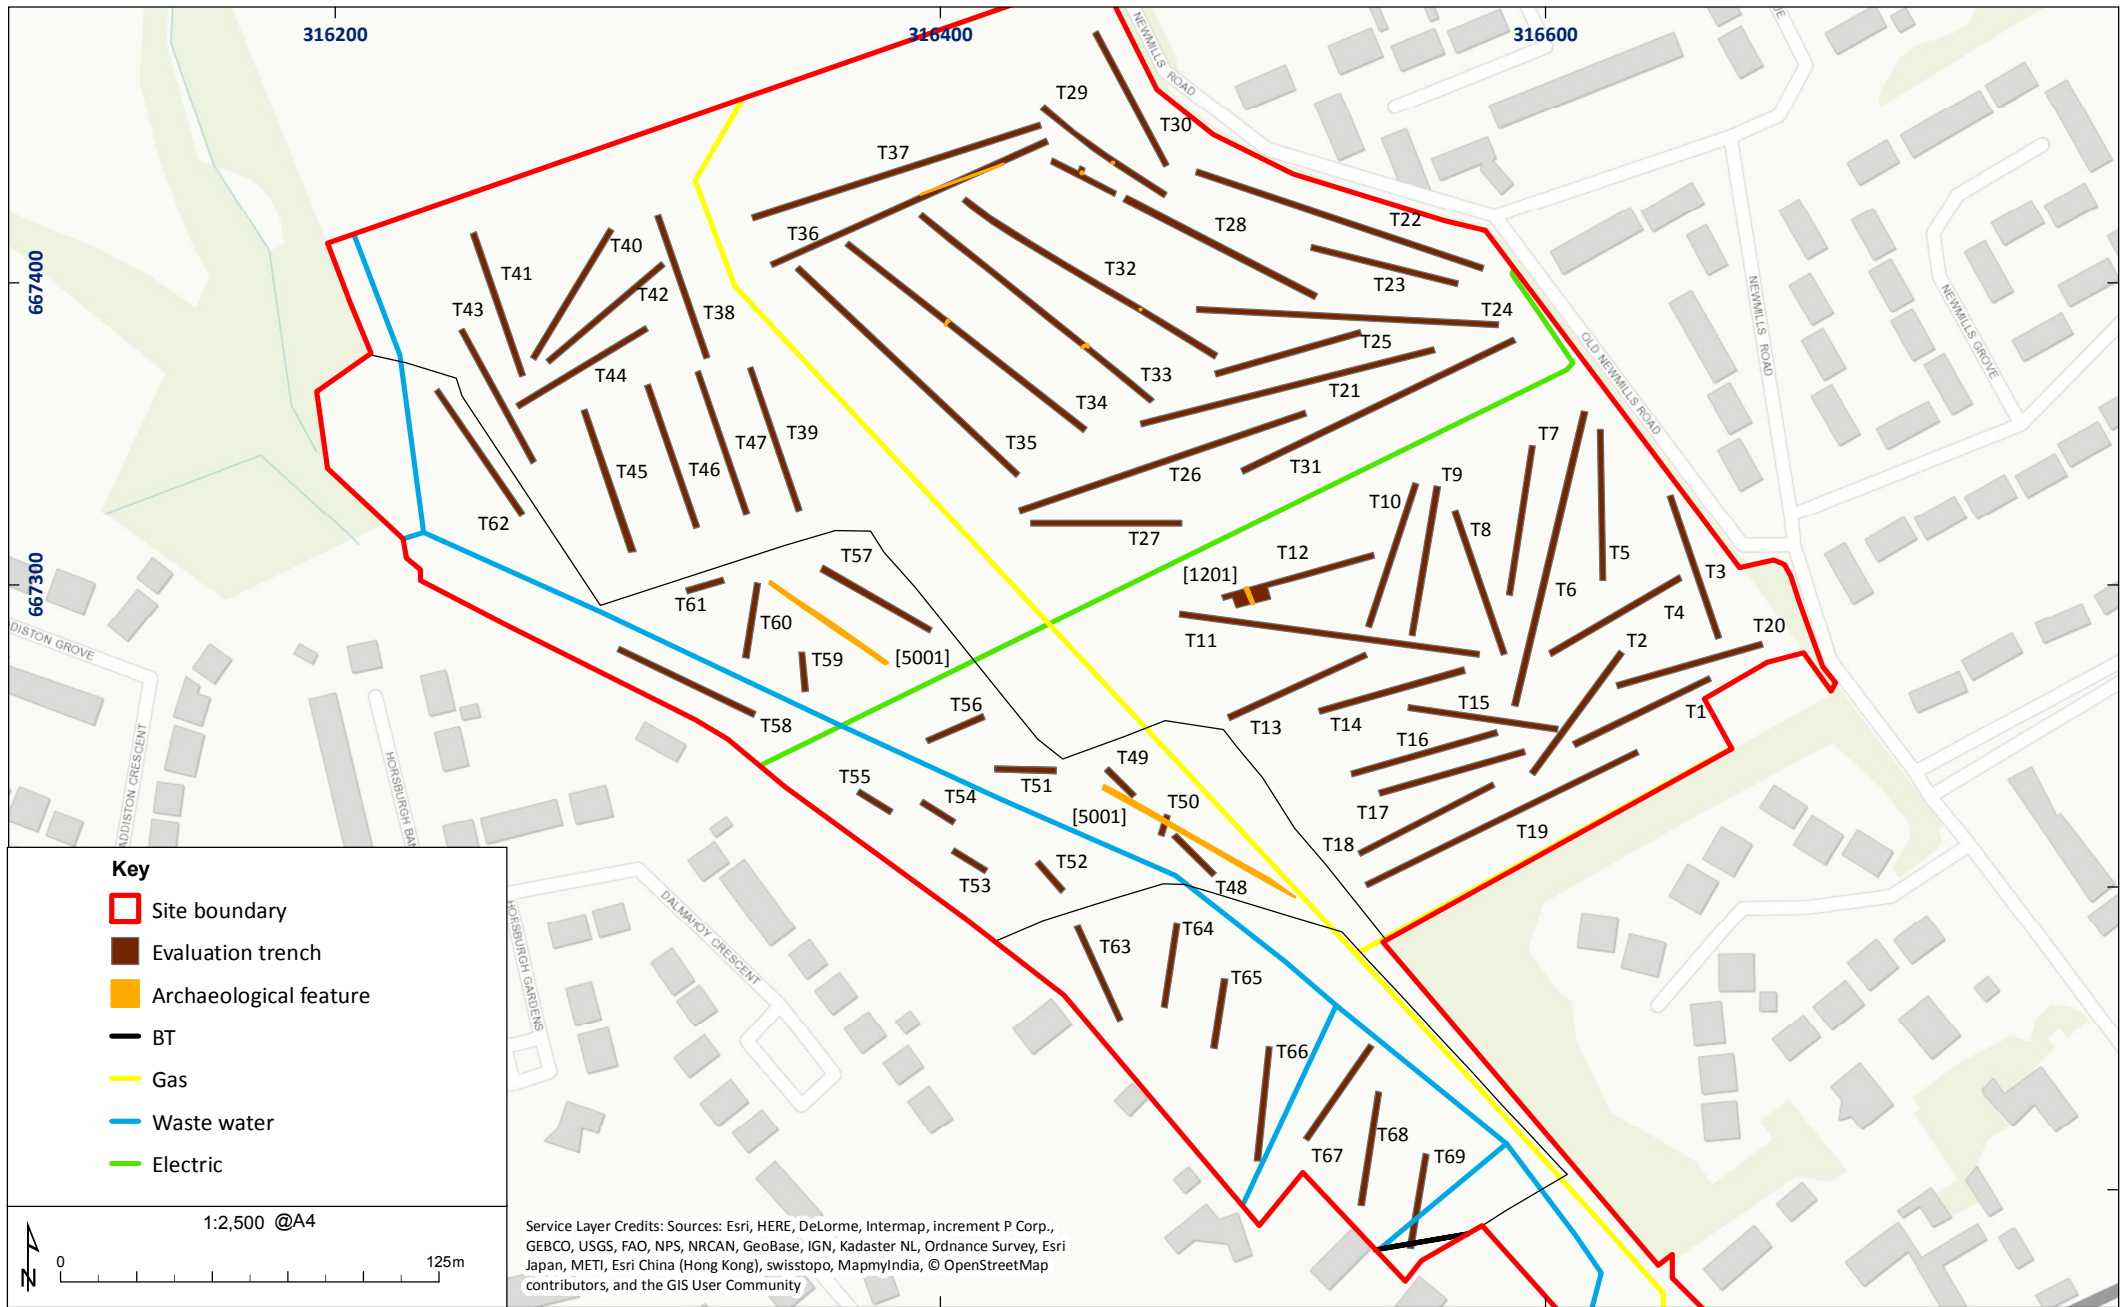 316200
316400
316600
667400
667300
NEWMILLS ROAD
OLD NEWMILLS ROAD
NEWMILLS ROAD
NEWMILLS GROVE
T29
T30
T37
T36
T28
T22
T23
T40
T41
T42
T43
T38
T32
T24
T25
T44
T33
T21
T34
T35
T39
T47
T46
T45
T62
T26
T31
T27
T7
T9
T10
T8
T5
T6
T3
T4
T20
T12
[1201]
T11
T2
T57
T61
T60
T59
[5001]
T58
T56
T13
T14
T15
T1
T16
T17
T18
T19
T49
T51
T50
[5001]
T55
T54
T53
T52
T48
T63
T64
T65
T66
T67
T68
T69
DISTON GROVE
ADDISTON CRESCENT
HORSBURGH BAN
HORSBURGH GARDENS
DALMAHOY CRESCENT
Key
Site boundary
Evaluation trench
Archaeological feature
BT
Gas
Waste water
Electric
1:2,500 @A4
N
0
125m
Service Layer Credits: Sources: Esri, HERE, DeLorme, Intermap, increment P Corp.,
GEBCO, USGS, FAO, NPS, NRCAN, GeoBase, IGN, Kadaster NL, Ordnance Survey, Esri
Japan, METI, Esri China (Hong Kong), swisstopo, MapmyIndia, © OpenStreetMap
contributors, and the GIS User Community